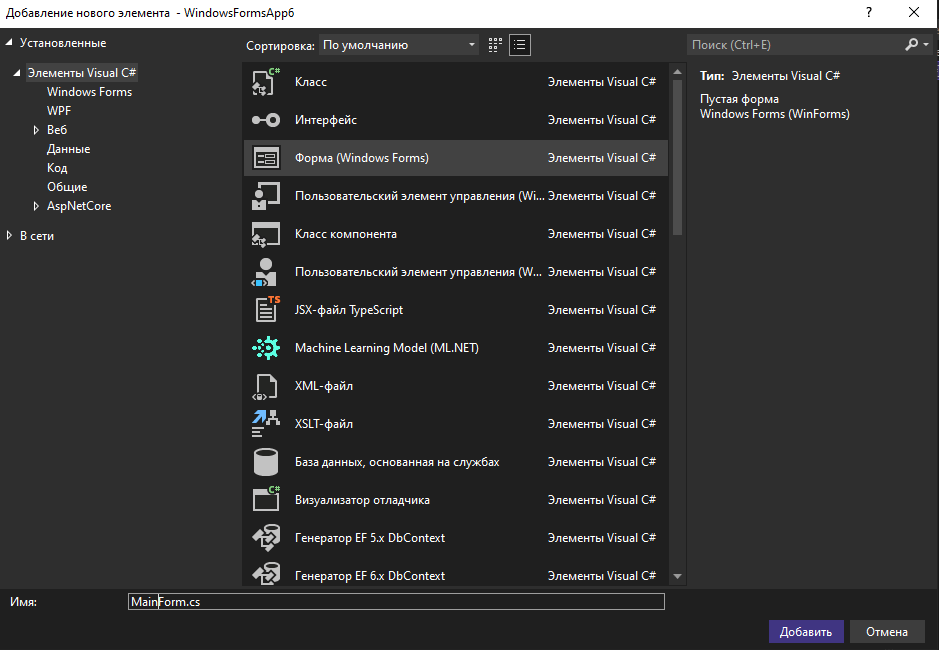 Добавление нового элемента - WindowsFormsApp6
? 
Установленные
Элементы Visual C#
Windows Forms
WPF
Веб
Данные
Код
Общие
AspNetCore
В сети
Сортировка: По умолчанию
C# Класс Элементы Visual C#
Интерфейс Элементы Visual C#
Форма (Windows Forms) Элементы Visual C#
Пользовательский элемент управления (Wi... Элементы Visual C#
Класс компонента Элементы Visual C#
Пользовательский элемент управления (W... Элементы Visual C#
TS JSX-файл TypeScript Элементы Visual C#
Machine Learning Model (ML.NET) Элементы Visual C#
XML-файл Элементы Visual C#
XSLT-файл Элементы Visual C#
База данных, основанная на службах Элементы Visual C#
C# Визуализатор отладчика Элементы Visual C#
Генератор EF 5.x DbContext Элементы Visual C#
Генератор EF 6.x DbContext Элементы Visual C#
Поиск (Ctrl+E)
Тип: Элементы Visual C#
Пустая форма
Windows Forms (WinForms)
Имя: MainForm.cs
Добавить Отмена